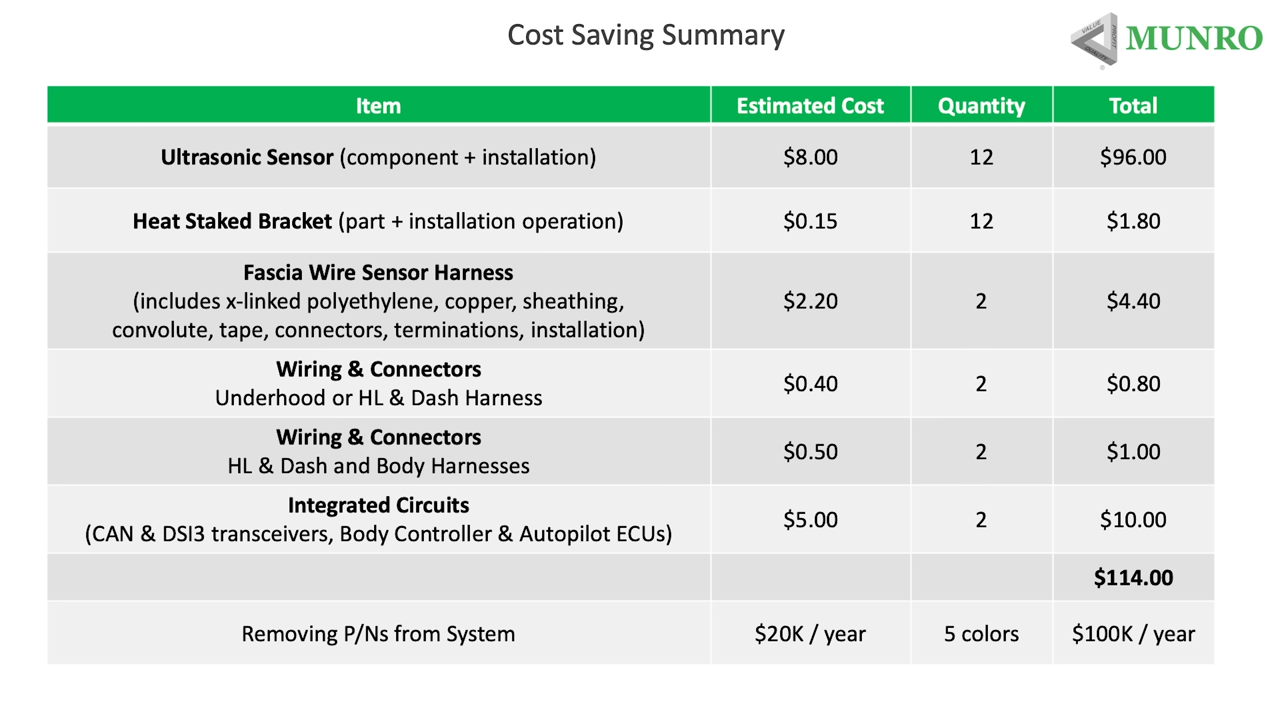 Cost Saving Summary
VALUE
PROFIT
QUALITY
MUNRO
Item Estimated Cost Quantity Total
Ultrasonic Sensor (component + installation) $8.00 12 $96.00
Heat Staked Bracket (part + installation operation) $0.15 12 $1.80
Fascia Wire Sensor Harness
(includes x-linked polyethylene, copper, sheathing,
convolute, tape, connectors, terminations, installation)
$2.20 2 $4.40
Wiring & Connectors
Underhood or HL & Dash Harness
$0.40 2 $0.80
Wiring & Connectors
HL & Dash and Body Harnesses
$0.50 2 $1.00
Integrated Circuits
(CAN & DSI3 transceivers, Body Controller & Autopilot ECUs)
$5.00 2 $10.00
$114.00
Removing P/Ns from System $20K / year 5 colors $100K / year